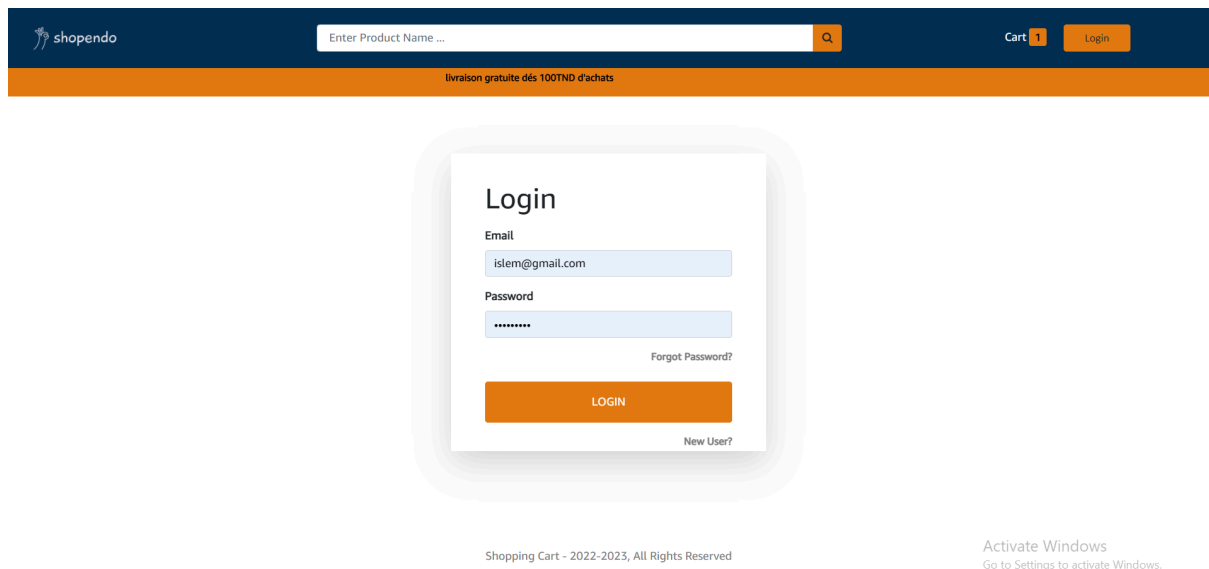 shopendo
Enter Product Name ...
Cart 1
Login
livraison gratuite dés 100TND d'achats
Login
Email
islem@gmail.com
Password
•••••••••
Forgot Password?
LOGIN
New User?
Shopping Cart - 2022-2023, All Rights Reserved
Activate Windows
Go to Settings to activate Windows.